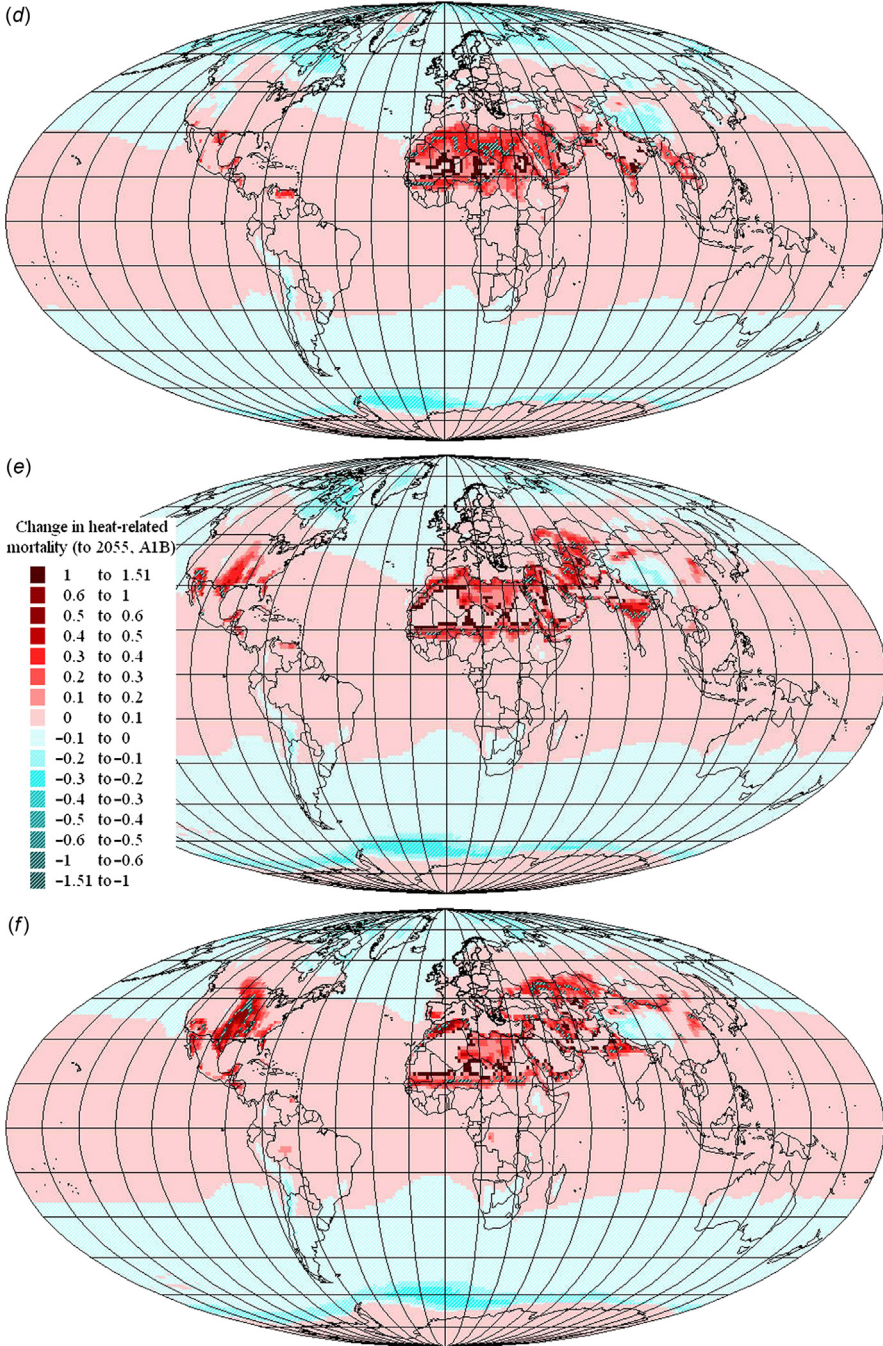 (d)
(e)
Change in heat-related
mortality (to 2055, A1B)
1 to 1.51
0.6 to 1
0.5 to 0.6
0.4 to 0.5
0.3 to 0.4
0.2 to 0.3
0.1 to 0.2
0 to 0.1
−0.1 to 0
−0.2 to −0.1
−0.3 to −0.2
−0.4 to −0.3
−0.5 to −0.4
−0.6 to −0.5
−1 to −0.6
−1.51 to −1
(f)